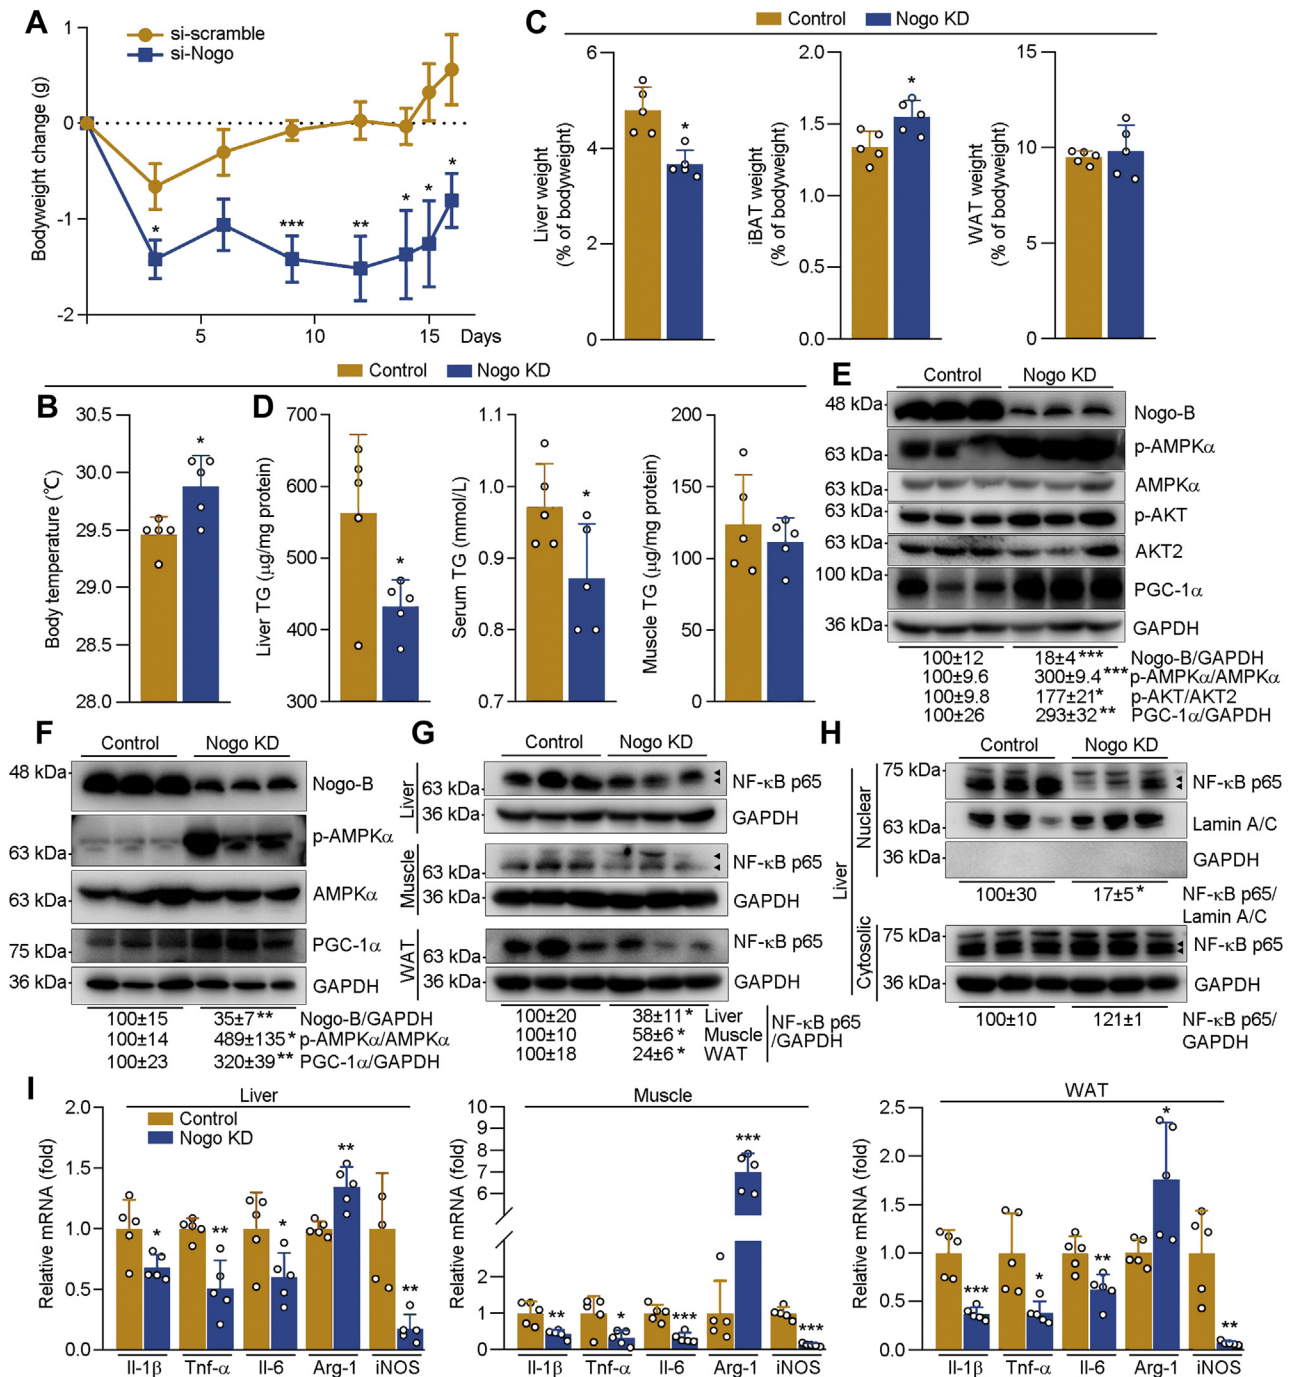 A
si-scramble
si-Nogo
Bodyweight change (g)
1
0
-1
-2
5
10
15
Days
*
***
**
*
*
*
C
Control
Nogo KD
Liver weight
(% of bodyweight)
6
4
2
0
*
iBAT weight
(% of bodyweight)
2.0
1.5
1.0
0.5
0.0
*
WAT weight
(% of bodyweight)
15
10
5
0
Control
Nogo KD
B
Body temperature (℃)
30.5
30.0
29.5
29.0
28.5
28.0
*
D
Liver TG (μg/mg protein)
700
600
500
400
300
*
Serum TG (mmol/L)
1.1
1.0
0.9
0.8
0.7
*
Muscle TG (μg/mg protein)
200
150
100
50
0
E
Control Nogo KD
48 kDa Nogo-B
63 kDa p-AMPKα
63 kDa AMPKα
63 kDa p-AKT
63 kDa AKT2
100 kDa PGC-1α
36 kDa GAPDH
100±12 18±4*** Nogo-B/GAPDH
100±9.6 300±9.4*** p-AMPKα/AMPKα
100±9.8 177±21* p-AKT/AKT2
100±26 293±32** PGC-1α/GAPDH
F
Control Nogo KD
48 kDa Nogo-B
63 kDa p-AMPKα
63 kDa AMPKα
75 kDa PGC-1α
36 kDa GAPDH
100±15 35±7** Nogo-B/GAPDH
100±14 489±135* p-AMPKα/AMPKα
100±23 320±39** PGC-1α/GAPDH
G
Control Nogo KD
Liver
63 kDa NF-κB p65
36 kDa GAPDH
Muscle
63 kDa NF-κB p65
36 kDa GAPDH
WAT
63 kDa NF-κB p65
36 kDa GAPDH
100±20 38±11* Liver
100±10 58±6* Muscle
100±18 24±6* WAT
NF-κB p65
/GAPDH
H
Control Nogo KD
Liver
Nuclear
75 kDa NF-κB p65
63 kDa Lamin A/C
36 kDa GAPDH
100±30 17±5* NF-κB p65/
Lamin A/C
Cytosolic
75 kDa NF-κB p65
36 kDa GAPDH
100±10 121±1 NF-κB p65/
GAPDH
I
Liver
Control
Nogo KD
Relative mRNA (fold)
2.0
1.5
1.0
0.5
0.0
* ** * ** **
Il-1β Tnf-α Il-6 Arg-1 iNOS
Muscle
Relative mRNA (fold)
10
9
8
7
6
2
1
0
** * *** *** ***
Il-1β Tnf-α Il-6 Arg-1 iNOS
WAT
Relative mRNA (fold)
2.5
2.0
1.5
1.0
0.5
0.0
*** * ** * **
Il-1β Tnf-α Il-6 Arg-1 iNOS